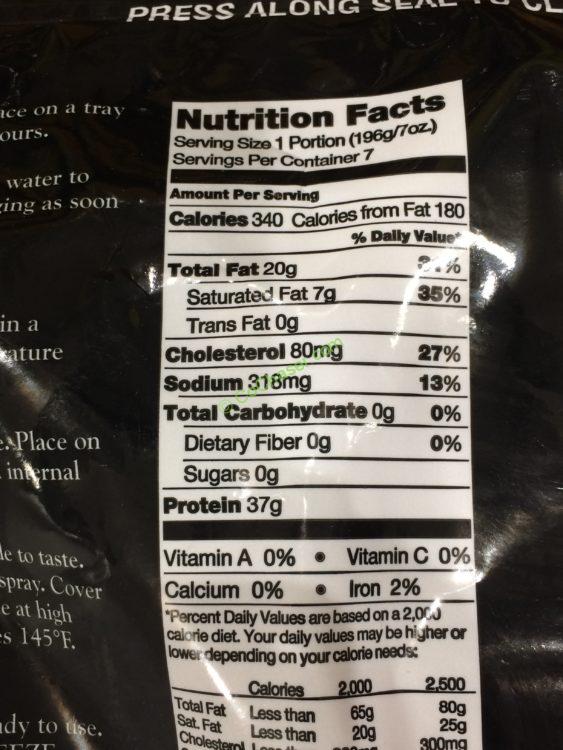 PRESS ALONG SEAL TO
ce on a tray
ours.
water to
ging as soon
in a
ature
Place on
internal
le to taste.
spray. Cover
e at high
s 145°F.
dy to use.
Nutrition Facts
Serving Size 1 Portion (196g/7oz.)
Servings Per Container 7
Amount Per Serving
Calories 340 Calories from Fat 180
% Daily Value*
Total Fat 20g
Saturated Fat 7g 35%
Trans Fat 0g
Cholesterol 80mg 27%
Sodium 318mg 13%
Total Carbohydrate 0g 0%
Dietary Fiber 0g 0%
Sugars 0g
Protein 37g
Vitamin A 0% • Vitamin C 0%
Calcium 0% • Iron 2%
*Percent Daily Values are based on a 2,000
calorie diet. Your daily values may be higher or
lower depending on your calorie needs:
Calories 2,000 2,500
Total Fat Less than 65g 80g
Sat. Fat Less than 20g 25g
Cholesterol 300mg